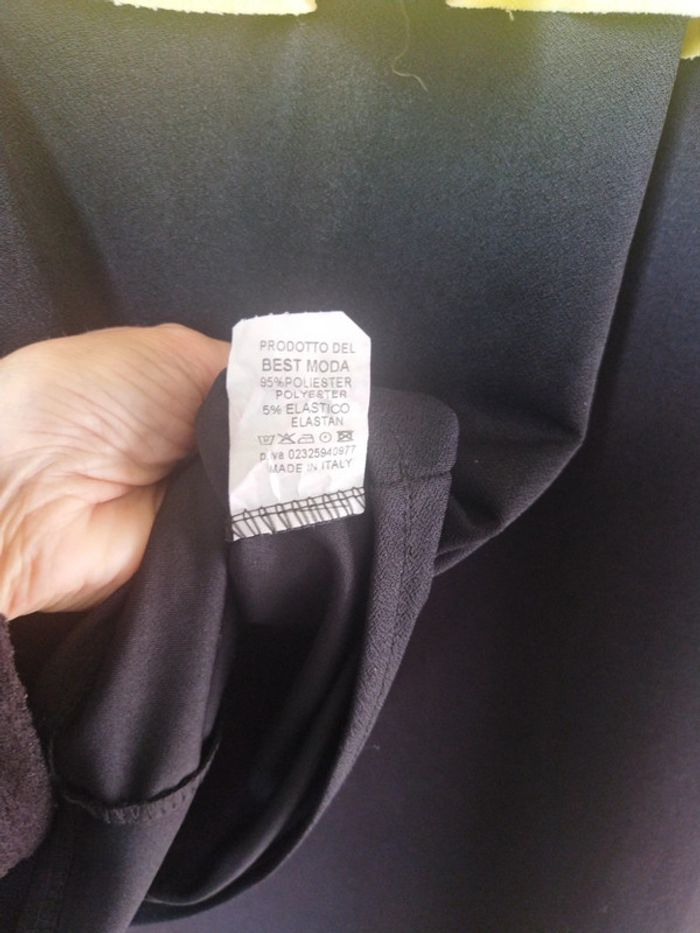 PRODOTTO DEL
BEST MODA
95%POLIESTER
POLYESTER
5% ELASTICO
ELASTAN
p.iva 02325940977
MADE IN ITALY